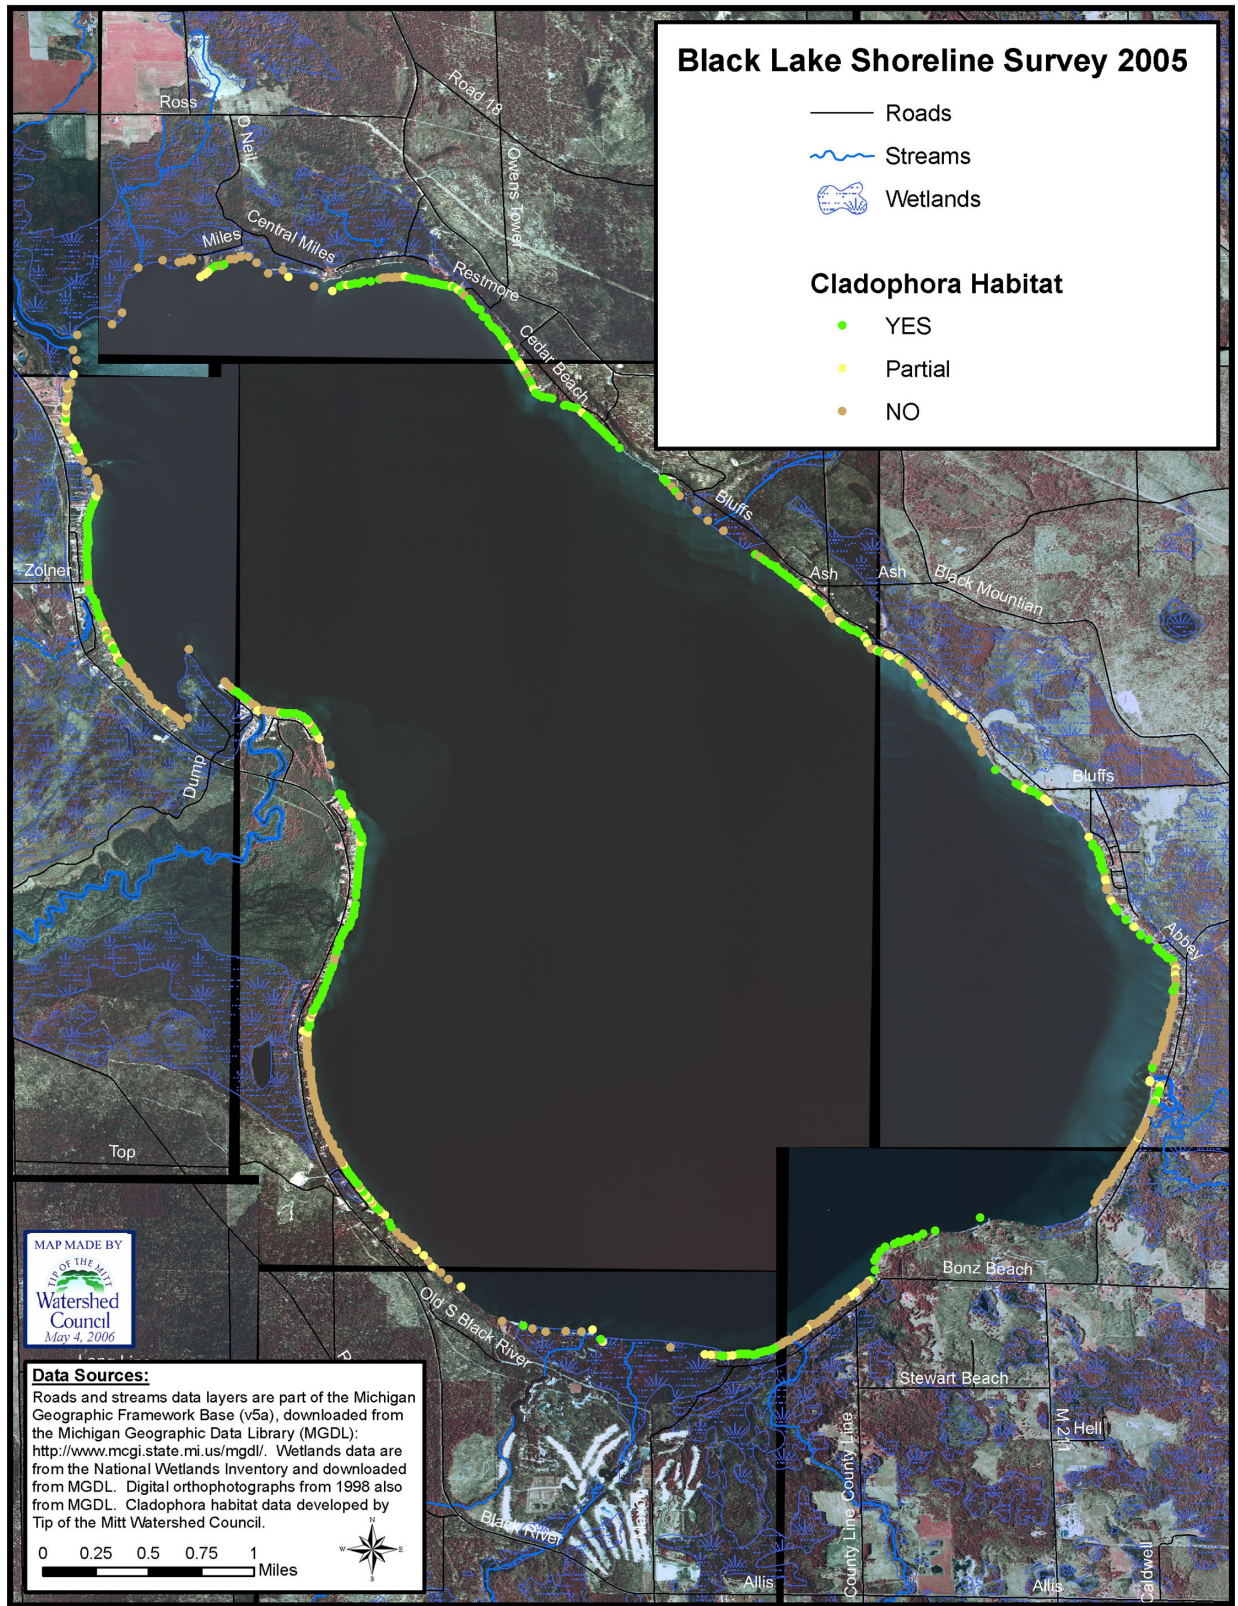 Black Lake Shoreline Survey 2005
Roads
Streams
Wetlands
Cladophora Habitat
YES
Partial
NO
Road 18
Ross
O Neil
Owens Tower
Central Miles
Miles
Restmore
Cedar Beach
Bluffs
Zolner
Ash
Ash
Black Mountian
Dump
Bluffs
Abbey
Top
Bonz Beach
Old S Black River
Stewart Beach
M 211
Hell
County Line County Line
Black River
Allis
Allis
Caldwell
MAP MADE BY
TIP OF THE MITT
Watershed
Council
May 4, 2006
Data Sources:
Roads and streams data layers are part of the Michigan
Geographic Framework Base (v5a), downloaded from
the Michigan Geographic Data Library (MGDL):
http://www.mcgi.state.mi.us/mgdl/. Wetlands data are
from the National Wetlands Inventory and downloaded
from MGDL. Digital orthophotographs from 1998 also
from MGDL. Cladophora habitat data developed by
Tip of the Mitt Watershed Council.
N
W
E
S
0 0.25 0.5 0.75 1
Miles